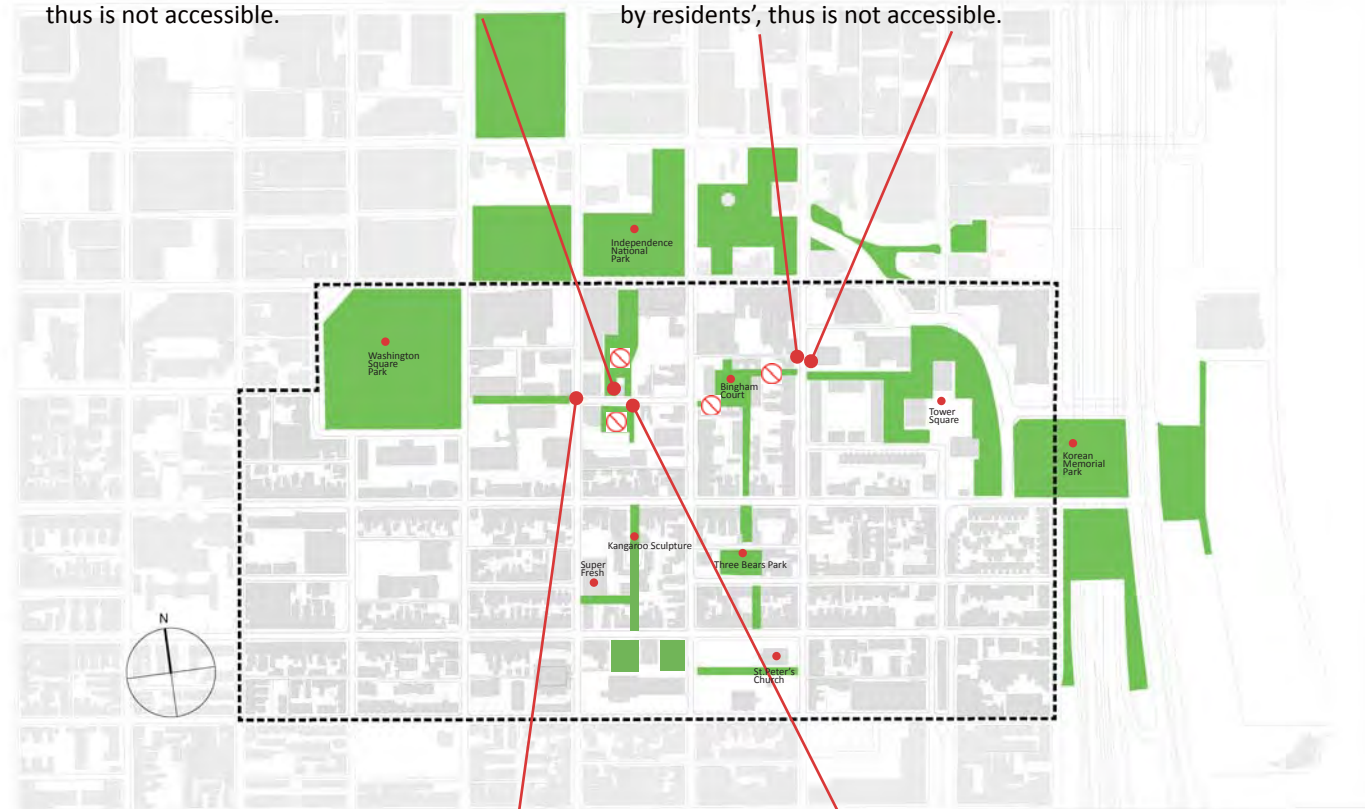 thus is not accessible.
by residents’, thus is not accessible.
Independence
National
Park
Washington
Square
Park
Bingham
Court
Tower
Square
Korean
Memorial
Park
Kangaroo Sculpture
Super
Fresh
Three Bears Park
N
St.Peter's
Church